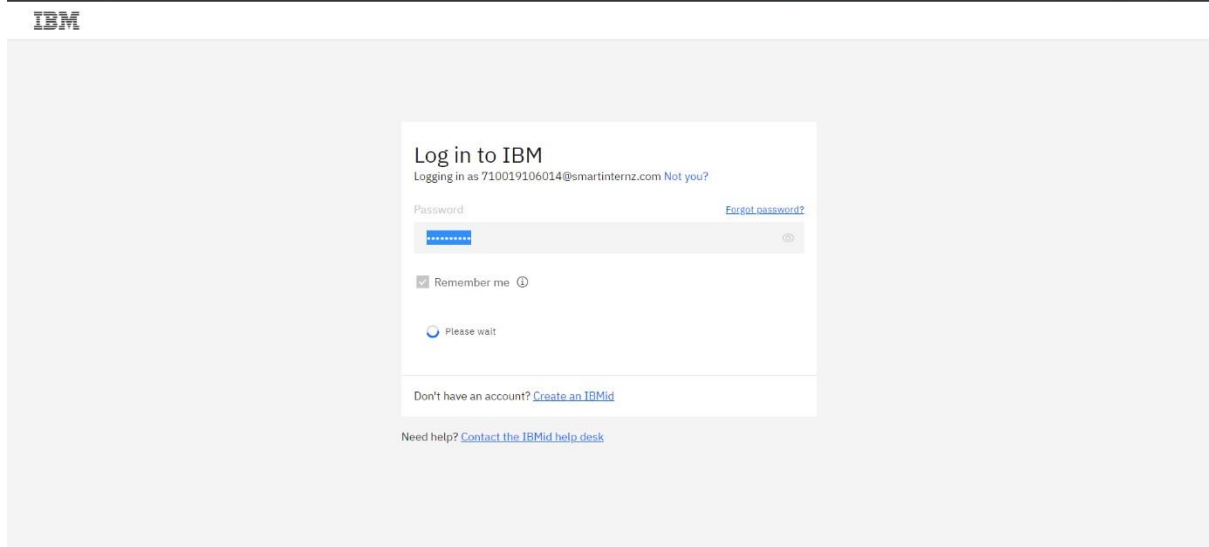 IBM
Log in to IBM
Logging in as 710019106014@smartinternz.com Not you?
Password Forgot password?
••••••••••
Remember me
Please wait
Don't have an account? Create an IBMid
Need help? Contact the IBMid help desk